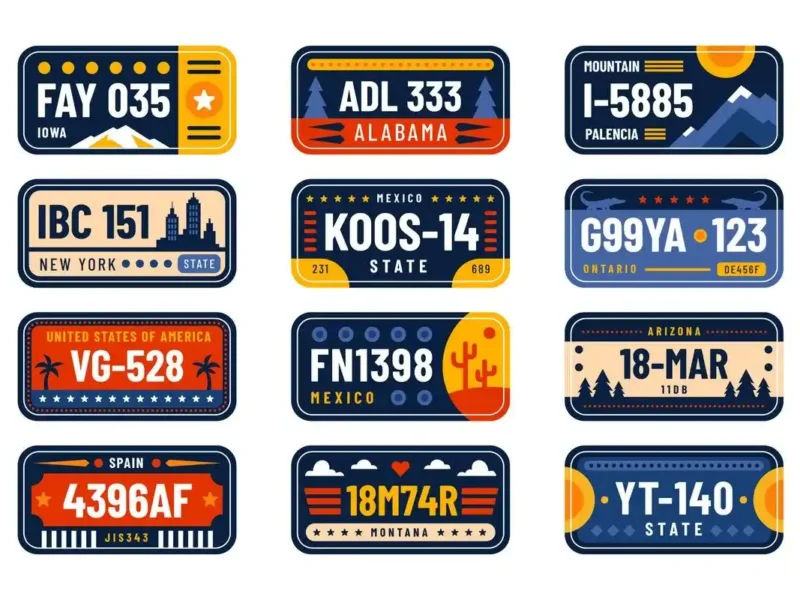 FAY 035
IOWA
ADL 333
ALABAMA
MOUNTAIN
I-5885
PALENCIA
IBC 151
NEW YORK
STATE
MEXICO
KOOS-14
231 STATE 689
G99YA 123
ONTARIO DE456F
UNITED STATES OF AMERICA
VG-528
FN1398
MEXICO
ARIZONA
18-MAR
11DB
SPAIN
4396AF
JIS343
18M74R
MONTANA
YT-140
STATE